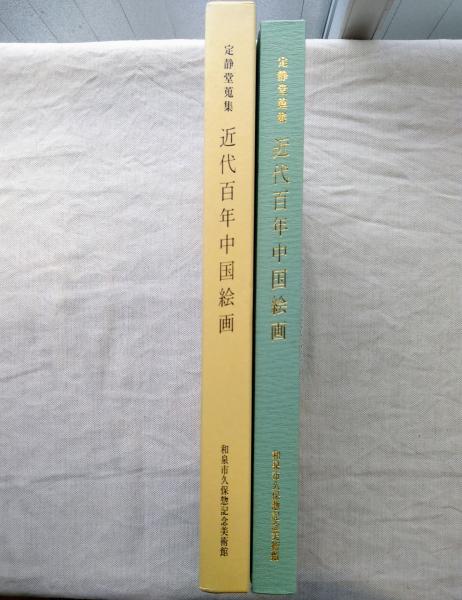 定静堂蒐集
近代百年中国絵画
和泉市久保惣記念美術館
定静堂蒐集
近代百年中国絵画
和泉市久保惣記念美術館